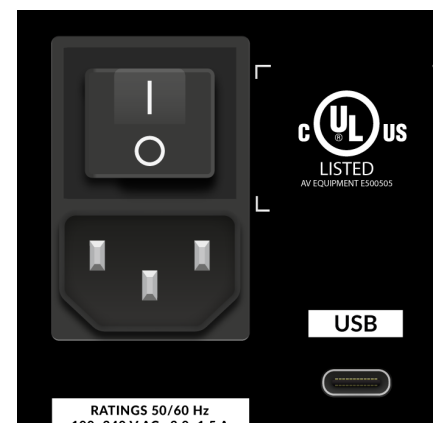 |
O
C UL US
®
LISTED
AV EQUIPMENT E500505
USB
RATINGS 50/60 Hz